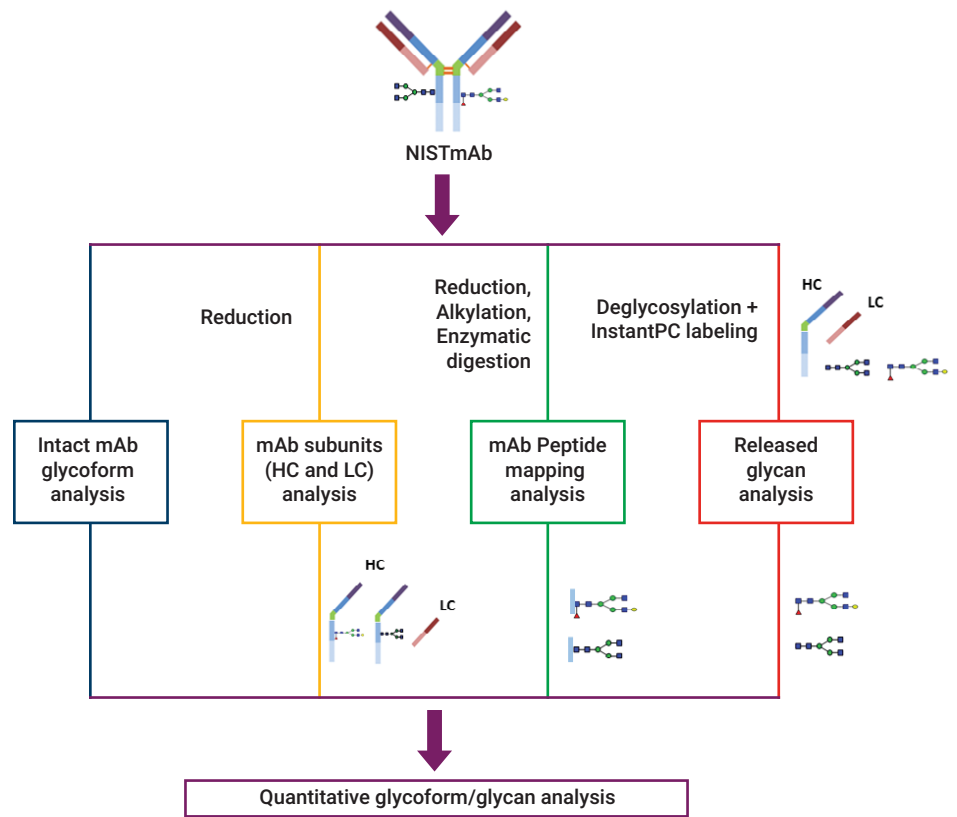 NISTmAb
Reduction
Reduction,
Alkylation,
Enzymatic
digestion
Deglycosylation +
InstantPC labeling
HC
LC
Intact mAb
glycoform
analysis
mAb subunits
(HC and LC)
analysis
mAb Peptide
mapping
analysis
Released
glycan
analysis
HC
LC
Quantitative glycoform/glycan analysis